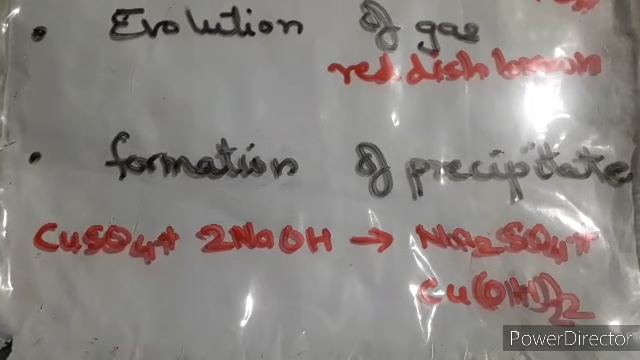 • Evolution of gas
reddish brown
• formation of precipitate
CuSO4+ 2NaOH → Na2SO4+
Cu(OH)2
PowerDirector